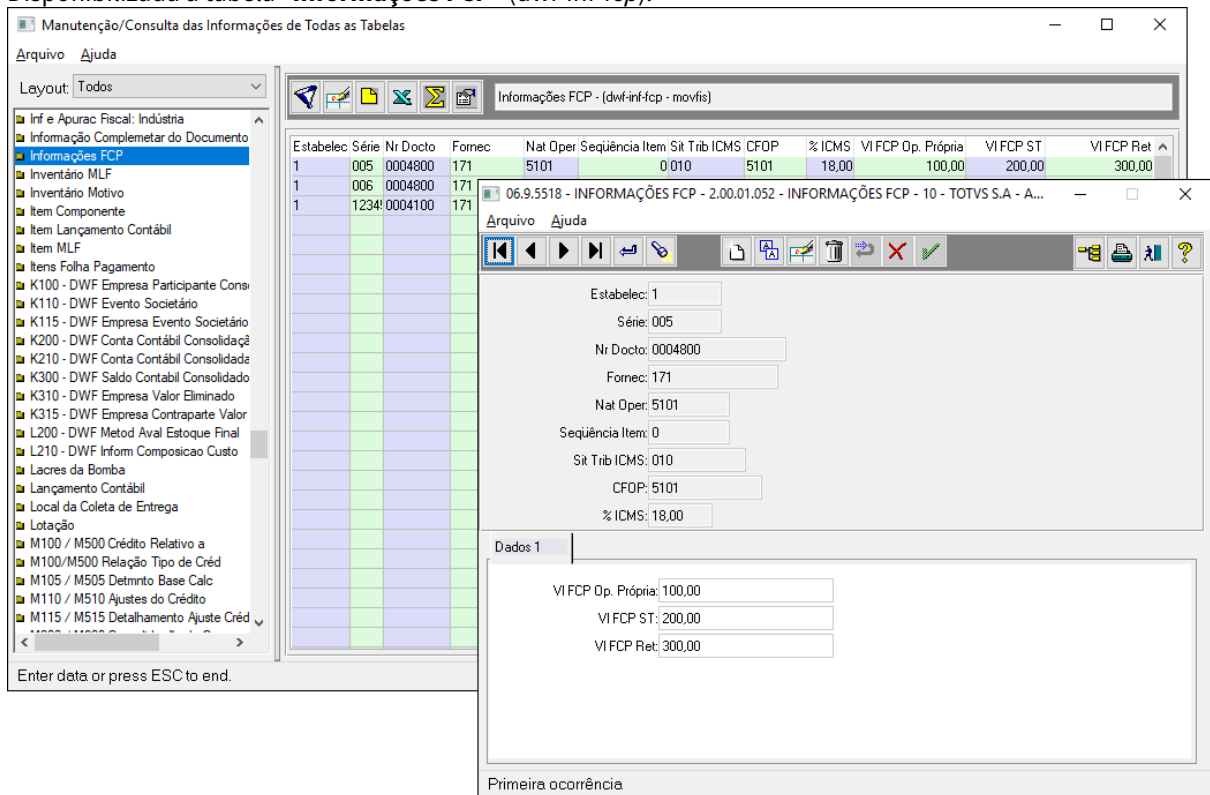 Disponibilizada a tabela "Informações FCP" (dwf-inf-fcp).
Manutenção/Consulta das Informações de Todas as Tabelas
Arquivo Ajuda
Layout: Todos
Informações FCP - (dwf-inf-fcp - movfis)
Inf e Apurac Fiscal: Indústria
Informação Complemetar do Documento
Informações FCP
Inventário MLF
Inventário Motivo
Item Componente
Item Lançamento Contábil
Item MLF
Itens Folha Pagamento
K100 - DWF Empresa Participante Cons
K110 - DWF Evento Societário
K115 - DWF Empresa Evento Societário
K200 - DWF Conta Contábil Consolidaçã
K210 - DWF Conta Contábil Consolidada
K300 - DWF Saldo Contabil Consolidado
K310 - DWF Empresa Valor Eliminado
K315 - DWF Empresa Contraparte Valor
L200 - DWF Metod Aval Estoque Final
L210 - DWF Inform Composicao Custo
Lacres da Bomba
Lançamento Contábil
Local da Coleta de Entrega
Lotação
M100 / M500 Crédito Relativo a
M100/M500 Relação Tipo de Créd
M105 / M505 Detmnto Base Calc
M110 / M510 Ajustes do Crédito
M115 / M515 Detalhamento Ajuste Créd
Enter data or press ESC to end.
Estabelec Série Nr Docto Fornec Nat Oper Seqüência Item Sit Trib ICMS CFOP % ICMS Vl FCP Op. Própria Vl FCP ST Vl FCP Ret
1 005 0004800 171 5101 0 010 5101 18,00 100,00 200,00 300,00
1 006 0004800 171
1 1234 0004100 171
06.9.5518 - INFORMAÇÕES FCP - 2.00.01.052 - INFORMAÇÕES FCP - 10 - TOTVS S.A - A...
Arquivo Ajuda
Estabelec: 1
Série: 005
Nr Docto: 0004800
Fornec: 171
Nat Oper: 5101
Seqüência Item: 0
Sit Trib ICMS: 010
CFOP: 5101
% ICMS: 18,00
Dados 1
Vl FCP Op. Própria: 100,00
Vl FCP ST: 200,00
Vl FCP Ret: 300,00
Primeira ocorrência